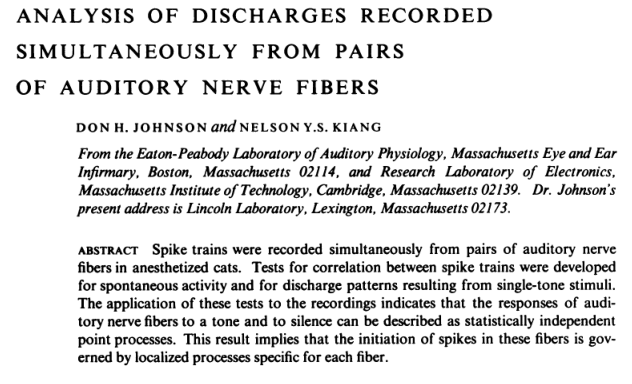 ANALYSIS OF DISCHARGES RECORDED
SIMULTANEOUSLY FROM PAIRS
OF AUDITORY NERVE FIBERS
DON H. JOHNSON and NELSON Y.S. KIANG
From the Eaton-Peabody Laboratory of Auditory Physiology, Massachusetts Eye and Ear
Infirmary, Boston, Massachusetts 02114, and Research Laboratory of Electronics,
Massachusetts Institute of Technology, Cambridge, Massachusetts 02139. Dr. Johnson's
present address is Lincoln Laboratory, Lexington, Massachusetts 02173.
ABSTRACT Spike trains were recorded simultaneously from pairs of auditory nerve
fibers in anesthetized cats. Tests for correlation between spike trains were developed
for spontaneous activity and for discharge patterns resulting from single-tone stimuli.
The application of these tests to the recordings indicates that the responses of audi-
tory nerve fibers to a tone and to silence can be described as statistically independent
point processes. This result implies that the initiation of spikes in these fibers is gov-
erned by localized processes specific for each fiber.